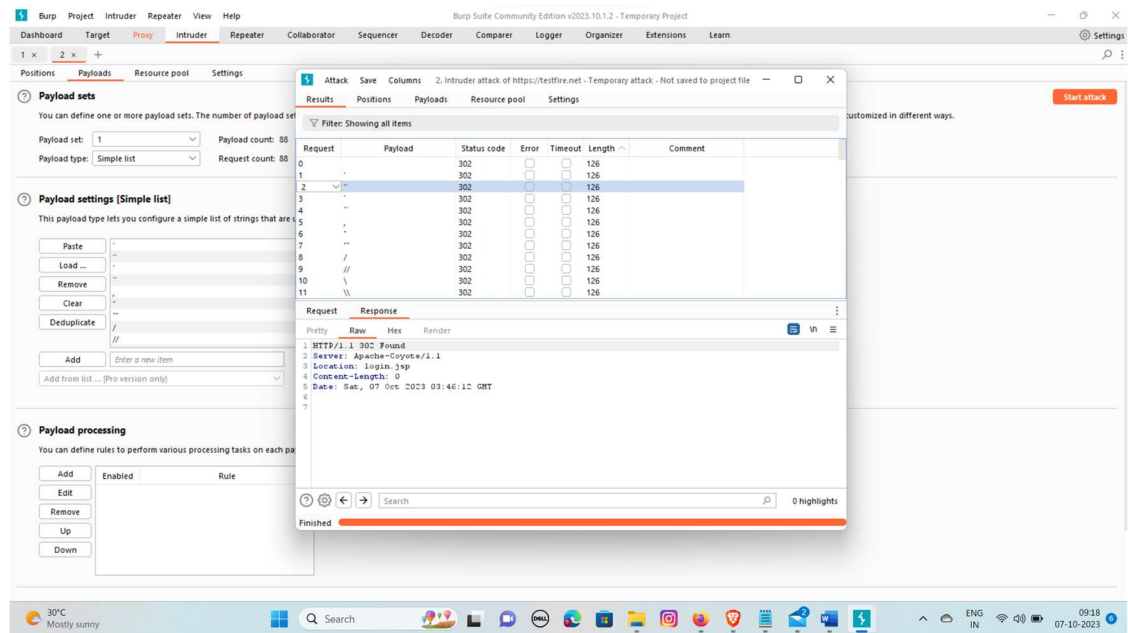 Burp Project Intruder Repeater View Help Burp Suite Community Edition v2023.10.1.2 - Temporary Project
Dashboard Target Proxy Intruder Repeater Collaborator Sequencer Decoder Comparer Logger Organizer Extensions Learn Settings
1 × 2 × +
Positions Payloads Resource pool Settings
Attack Save Columns 2. Intruder attack of https://testfire.net - Temporary attack - Not saved to project file
Results Positions Payloads Resource pool Settings
Filter: Showing all items
Request Payload Status code Error Timeout Length Comment
0 302 126
1 302 126
2 302 126
3 302 126
4 302 126
5 , 302 126
6 302 126
7 302 126
8 / 302 126
9 // 302 126
10 \ 302 126
11 \\ 302 126
Request Response
Pretty Raw Hex Render \n
1 HTTP/1.1 302 Found
2 Server: Apache-Coyote/1.1
3 Location: login.jsp
4 Content-Length: 0
5 Date: Sat, 07 Oct 2023 03:46:12 GMT
6
7
Search 0 highlights
Finished
Payload sets
Start attack
You can define one or more payload sets. The number of payload set
customized in different ways.
Payload set: 1 Payload count: 88
Payload type: Simple list Request count: 88
Payload settings [Simple list]
This payload type lets you configure a simple list of strings that are
Paste
Load ...
Remove
Clear ,
Deduplicate /
//
Add Enter a new item
Add from list ... [Pro version only]
Payload processing
You can define rules to perform various processing tasks on each pa
Add Enabled Rule
Edit
Remove
Up
Down
30°C
Mostly sunny
Search
DELL
2
ENG
IN
09:18
07-10-2023
6